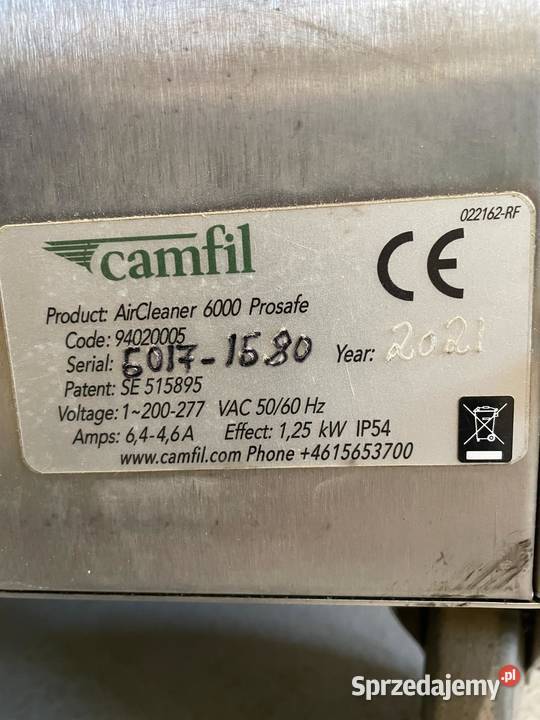 022162-RF
camfil
CE
Product: AirCleaner 6000 Prosafe
Code: 94020005
Serial: 5017-1580 Year: 2021
Patent: SE 515895
Voltage: 1~200-277 VAC 50/60 Hz
Amps: 6,4-4,6A Effect: 1,25 kW IP54
www.camfil.com Phone +4615653700
Sprzedajemy.pl